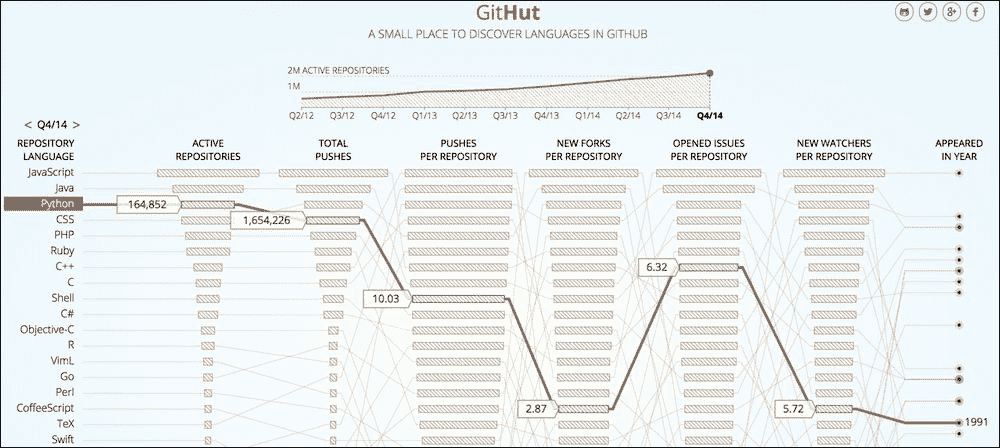 GitHut
A SMALL PLACE TO DISCOVER LANGUAGES IN GITHUB
2M ACTIVE REPOSITORIES
1M
Q2/12 Q3/12 Q4/12 Q1/13 Q2/13 Q3/13 Q4/13 Q1/14 Q2/14 Q3/14 Q4/14
< Q4/14 >
REPOSITORY LANGUAGE
ACTIVE REPOSITORIES
TOTAL PUSHES
PUSHES PER REPOSITORY
NEW FORKS PER REPOSITORY
OPENED ISSUES PER REPOSITORY
NEW WATCHERS PER REPOSITORY
APPEARED IN YEAR
JavaScript
Java
Python 164,852
CSS 1,654,226
PHP
Ruby
C++ 6.32
C
Shell 10.03
C#
Objective-C
R
VimL
Go
Perl
CoffeeScript 2.87 5.72
TeX 1991
Swift